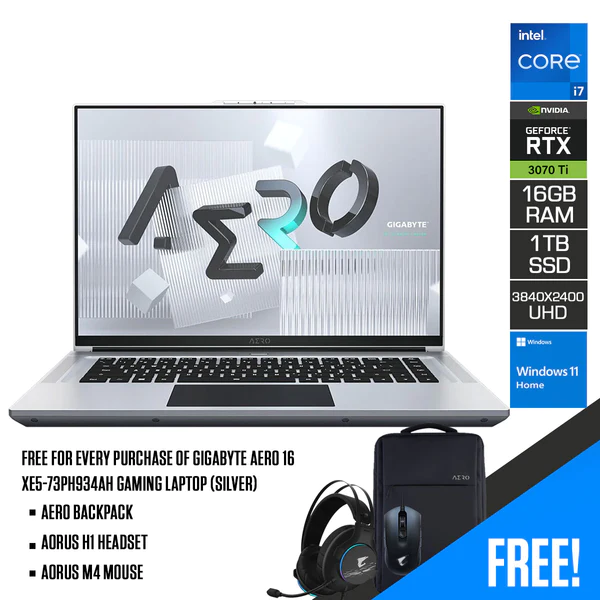 intel.
CORE
i7
NVIDIA.
GEFORCE
RTX
3070 Ti
16GB
RAM
1TB
SSD
3840X2400
UHD
Windows
Windows 11
Home
AERO
GIGABYTE™
AERO
FREE FOR EVERY PURCHASE OF GIGABYTE AERO 16
XE5-73PH934AH GAMING LAPTOP (SILVER)
▪ AERO BACKPACK
▪ AORUS H1 HEADSET
▪ AORUS M4 MOUSE
AERO
FREE!